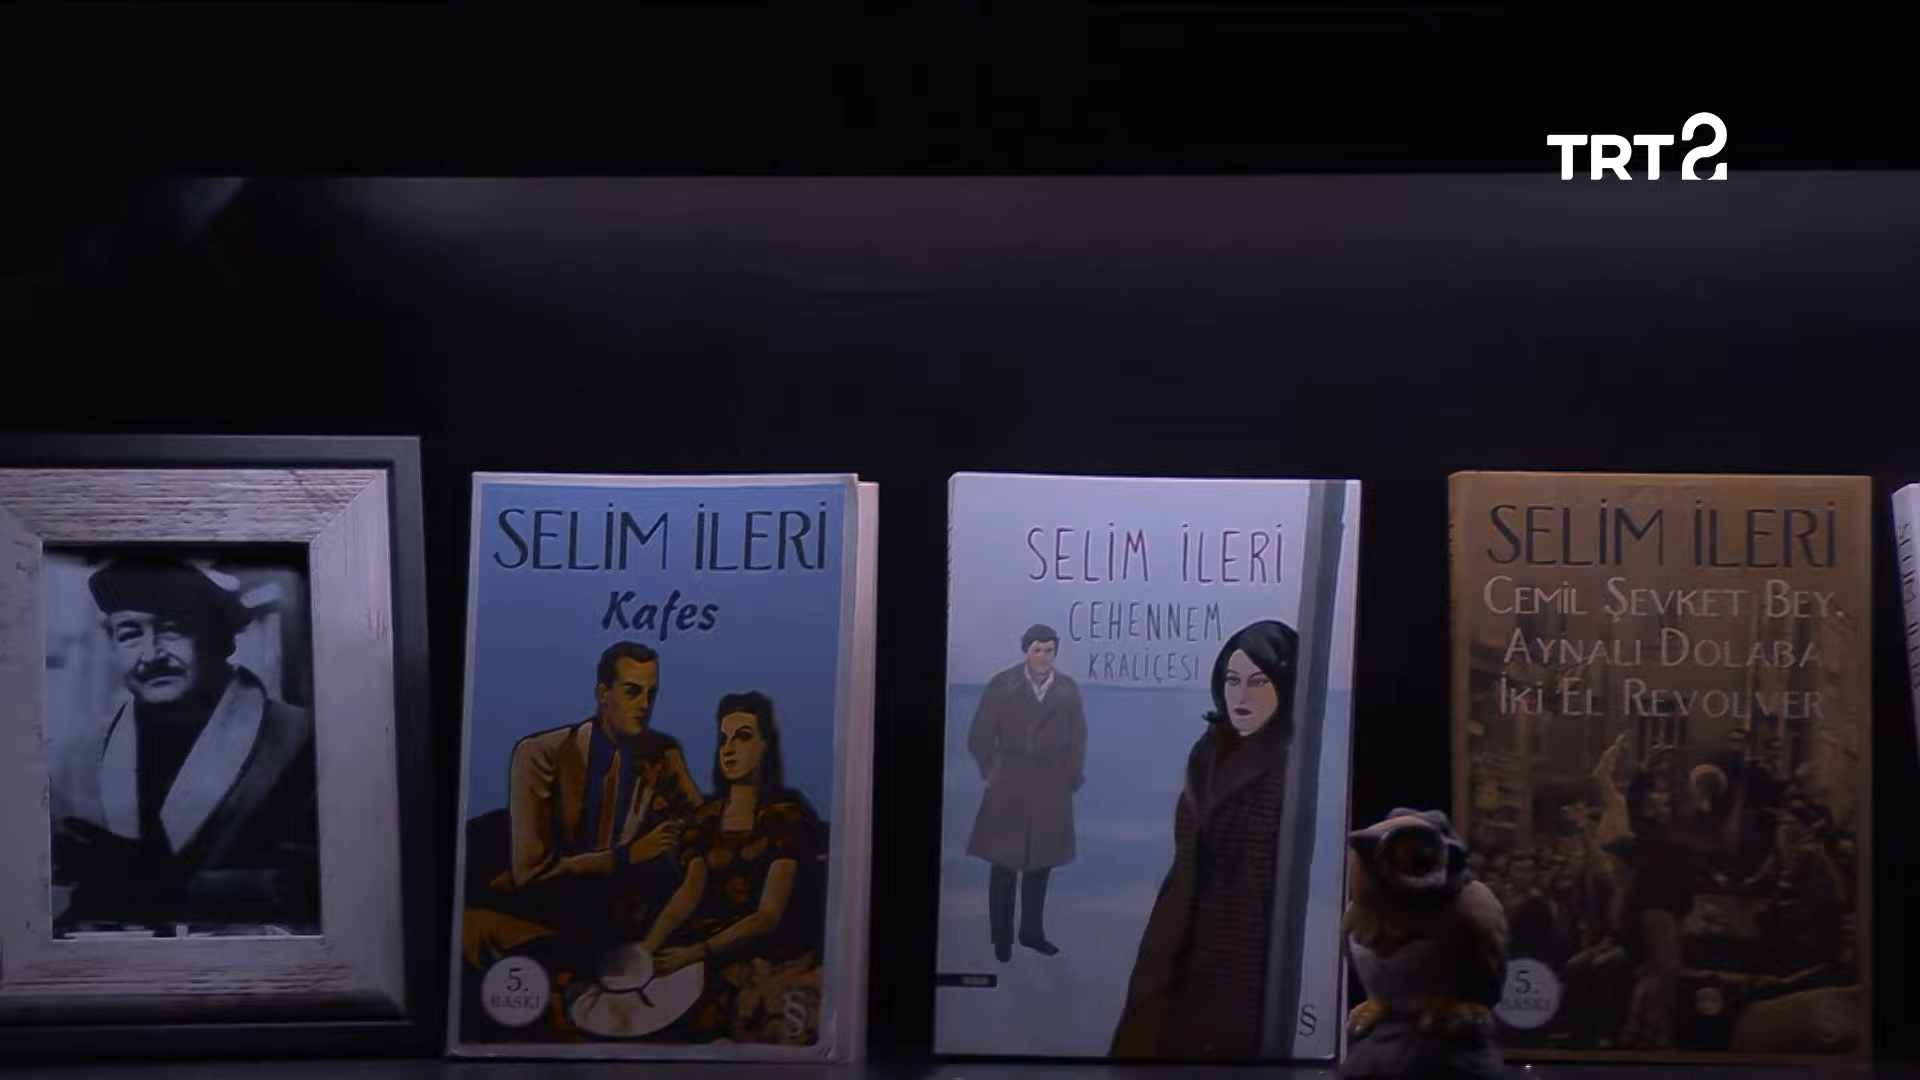 TRT2
SELİM İLERİ
Kafes
5.
BASKI
SELİM İLERİ
CEHENNEM
KRALİÇESİ
SELİM İLERİ
CEMİL ŞEVKET BEY,
AYNALI DOLABA
İKİ EL REVOLVER
5.
BASKI